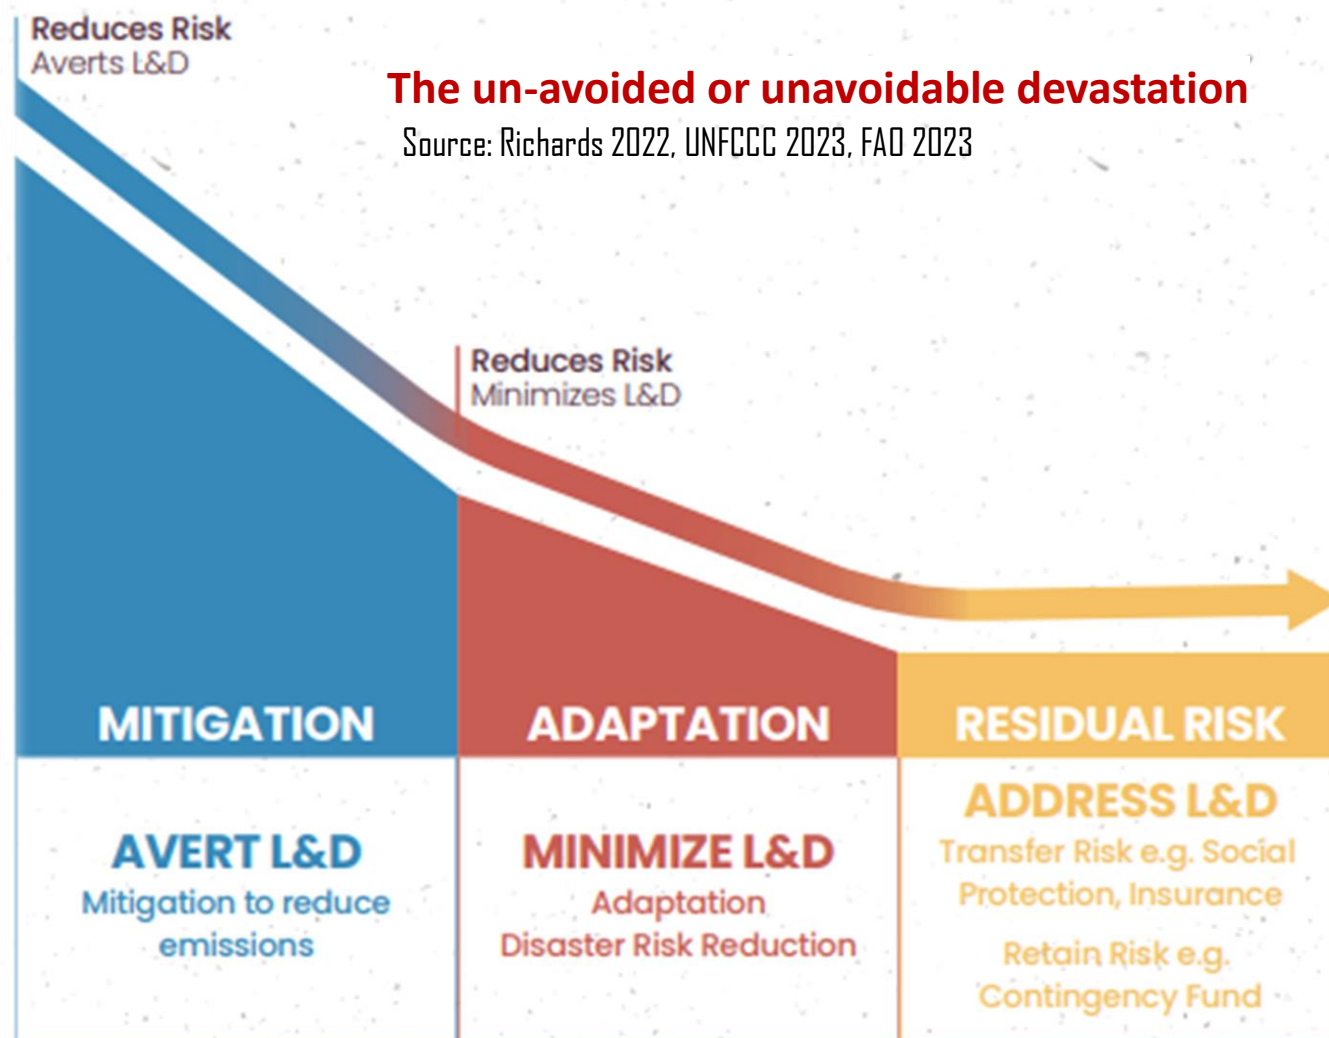 Reduces Risk
Averts L&D
The un-avoided or unavoidable devastation
Source: Richards 2022, UNFCCC 2023, FAO 2023
Reduces Risk
Minimizes L&D
MITIGATION
ADAPTATION
RESIDUAL RISK
AVERT L&D
Mitigation to reduce
emissions
MINIMIZE L&D
Adaptation
Disaster Risk Reduction
ADDRESS L&D
Transfer Risk e.g. Social
Protection, Insurance
Retain Risk e.g.
Contingency Fund